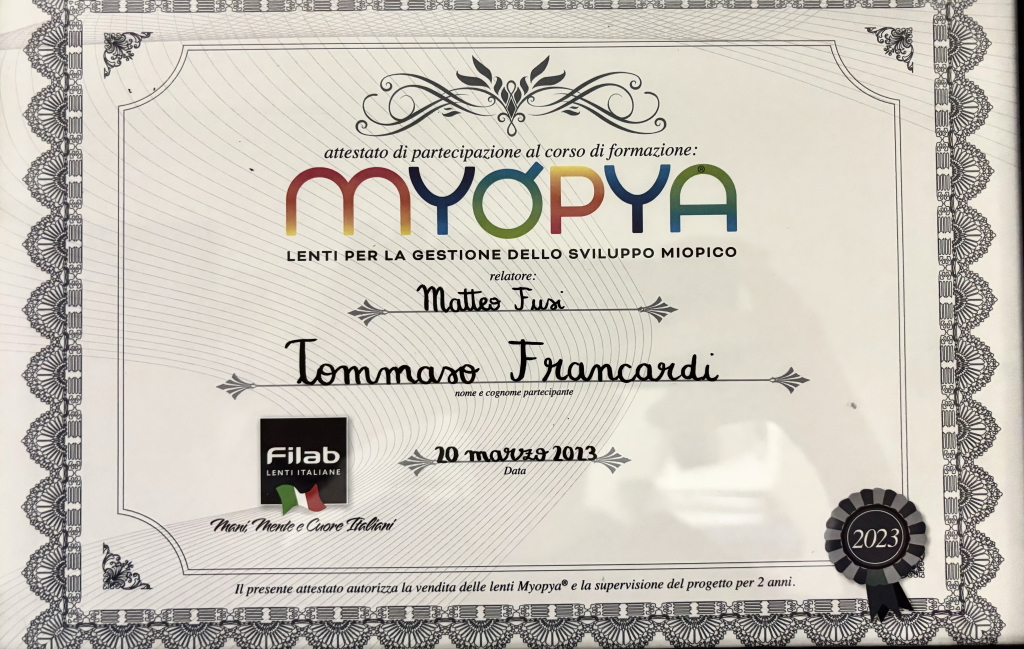 attestato di partecipazione al corso di formazione:
MYOPYA®
LENTI PER LA GESTIONE DELLO SVILUPPO MIOPICO
relatore:
Matteo Fusi
Tommaso Francardi
nome e cognome partecipante
Filab
LENTI ITALIANE
Mani, Mente e Cuore Italiani
20 marzo 2023
Data
2023
Il presente attestato autorizza la vendita delle lenti Myopya® e la supervisione del progetto per 2 anni.